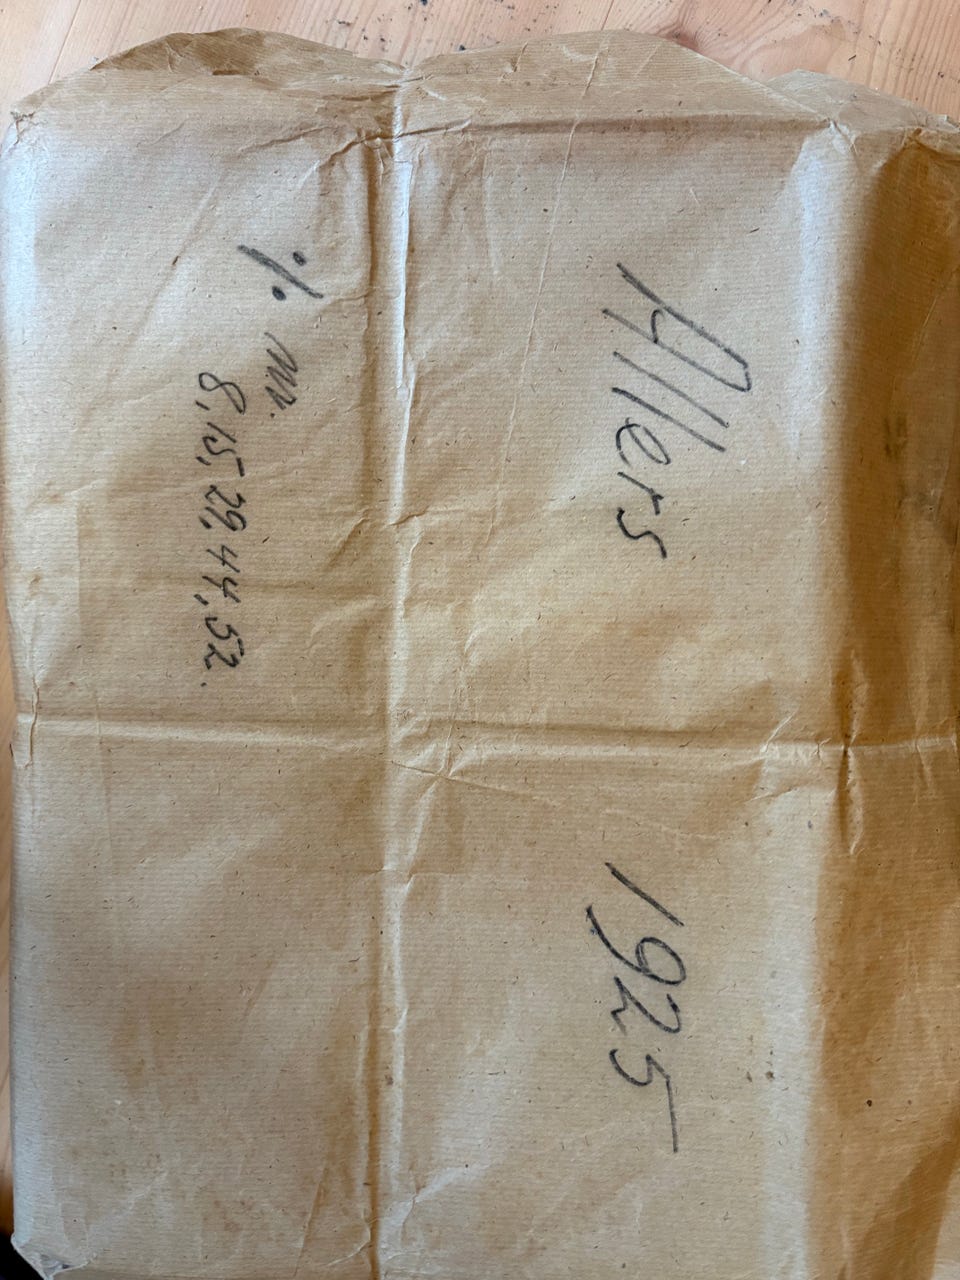 Allers 1925
÷ nr.
8, 15, 29, 44, 52.